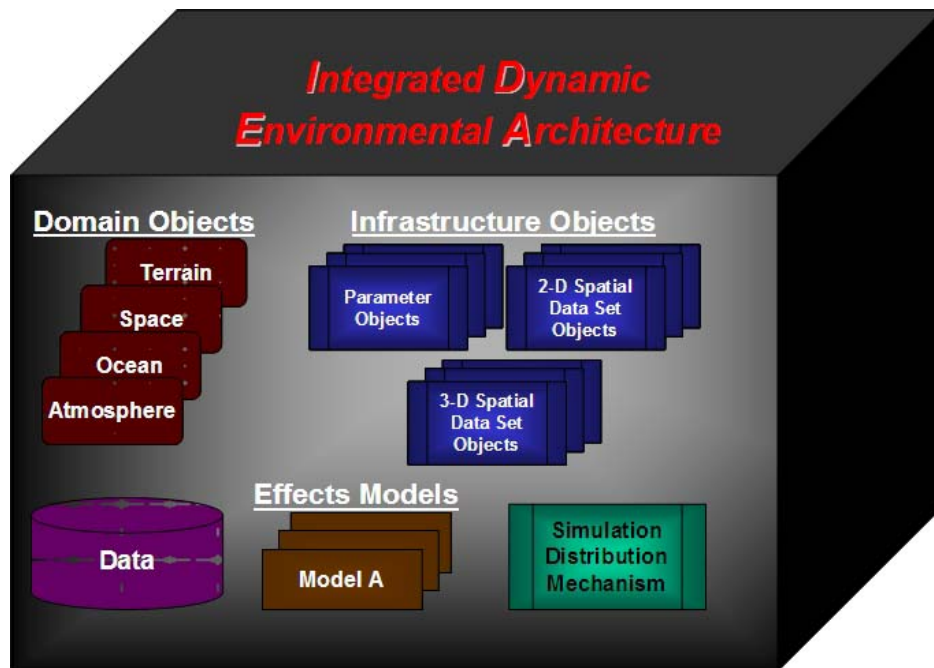 Integrated Dynamic
Environmental Architecture
Domain Objects
Terrain
Space
Ocean
Atmosphere
Infrastructure Objects
Parameter
Objects
2-D Spatial
Data Set
Objects
3-D Spatial
Data Set
Objects
Data
Effects Models
Model A
Simulation
Distribution
Mechanism